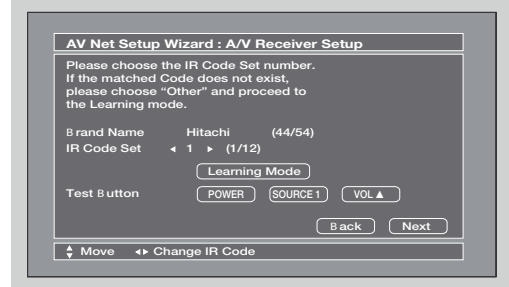 AV Net Setup Wizard : A/V Receiver Setup
Please choose the IR Code Set number.
If the matched Code does not exist,
please choose “Other” and proceed to
the Learning mode.
Brand Name Hitachi (44/54)
IR Code Set ◂ 1 ▸ (1/12)
Learning Mode
Test Button POWER SOURCE 1 VOL ▲
Back Next
Move ◂▸ Change IR Code